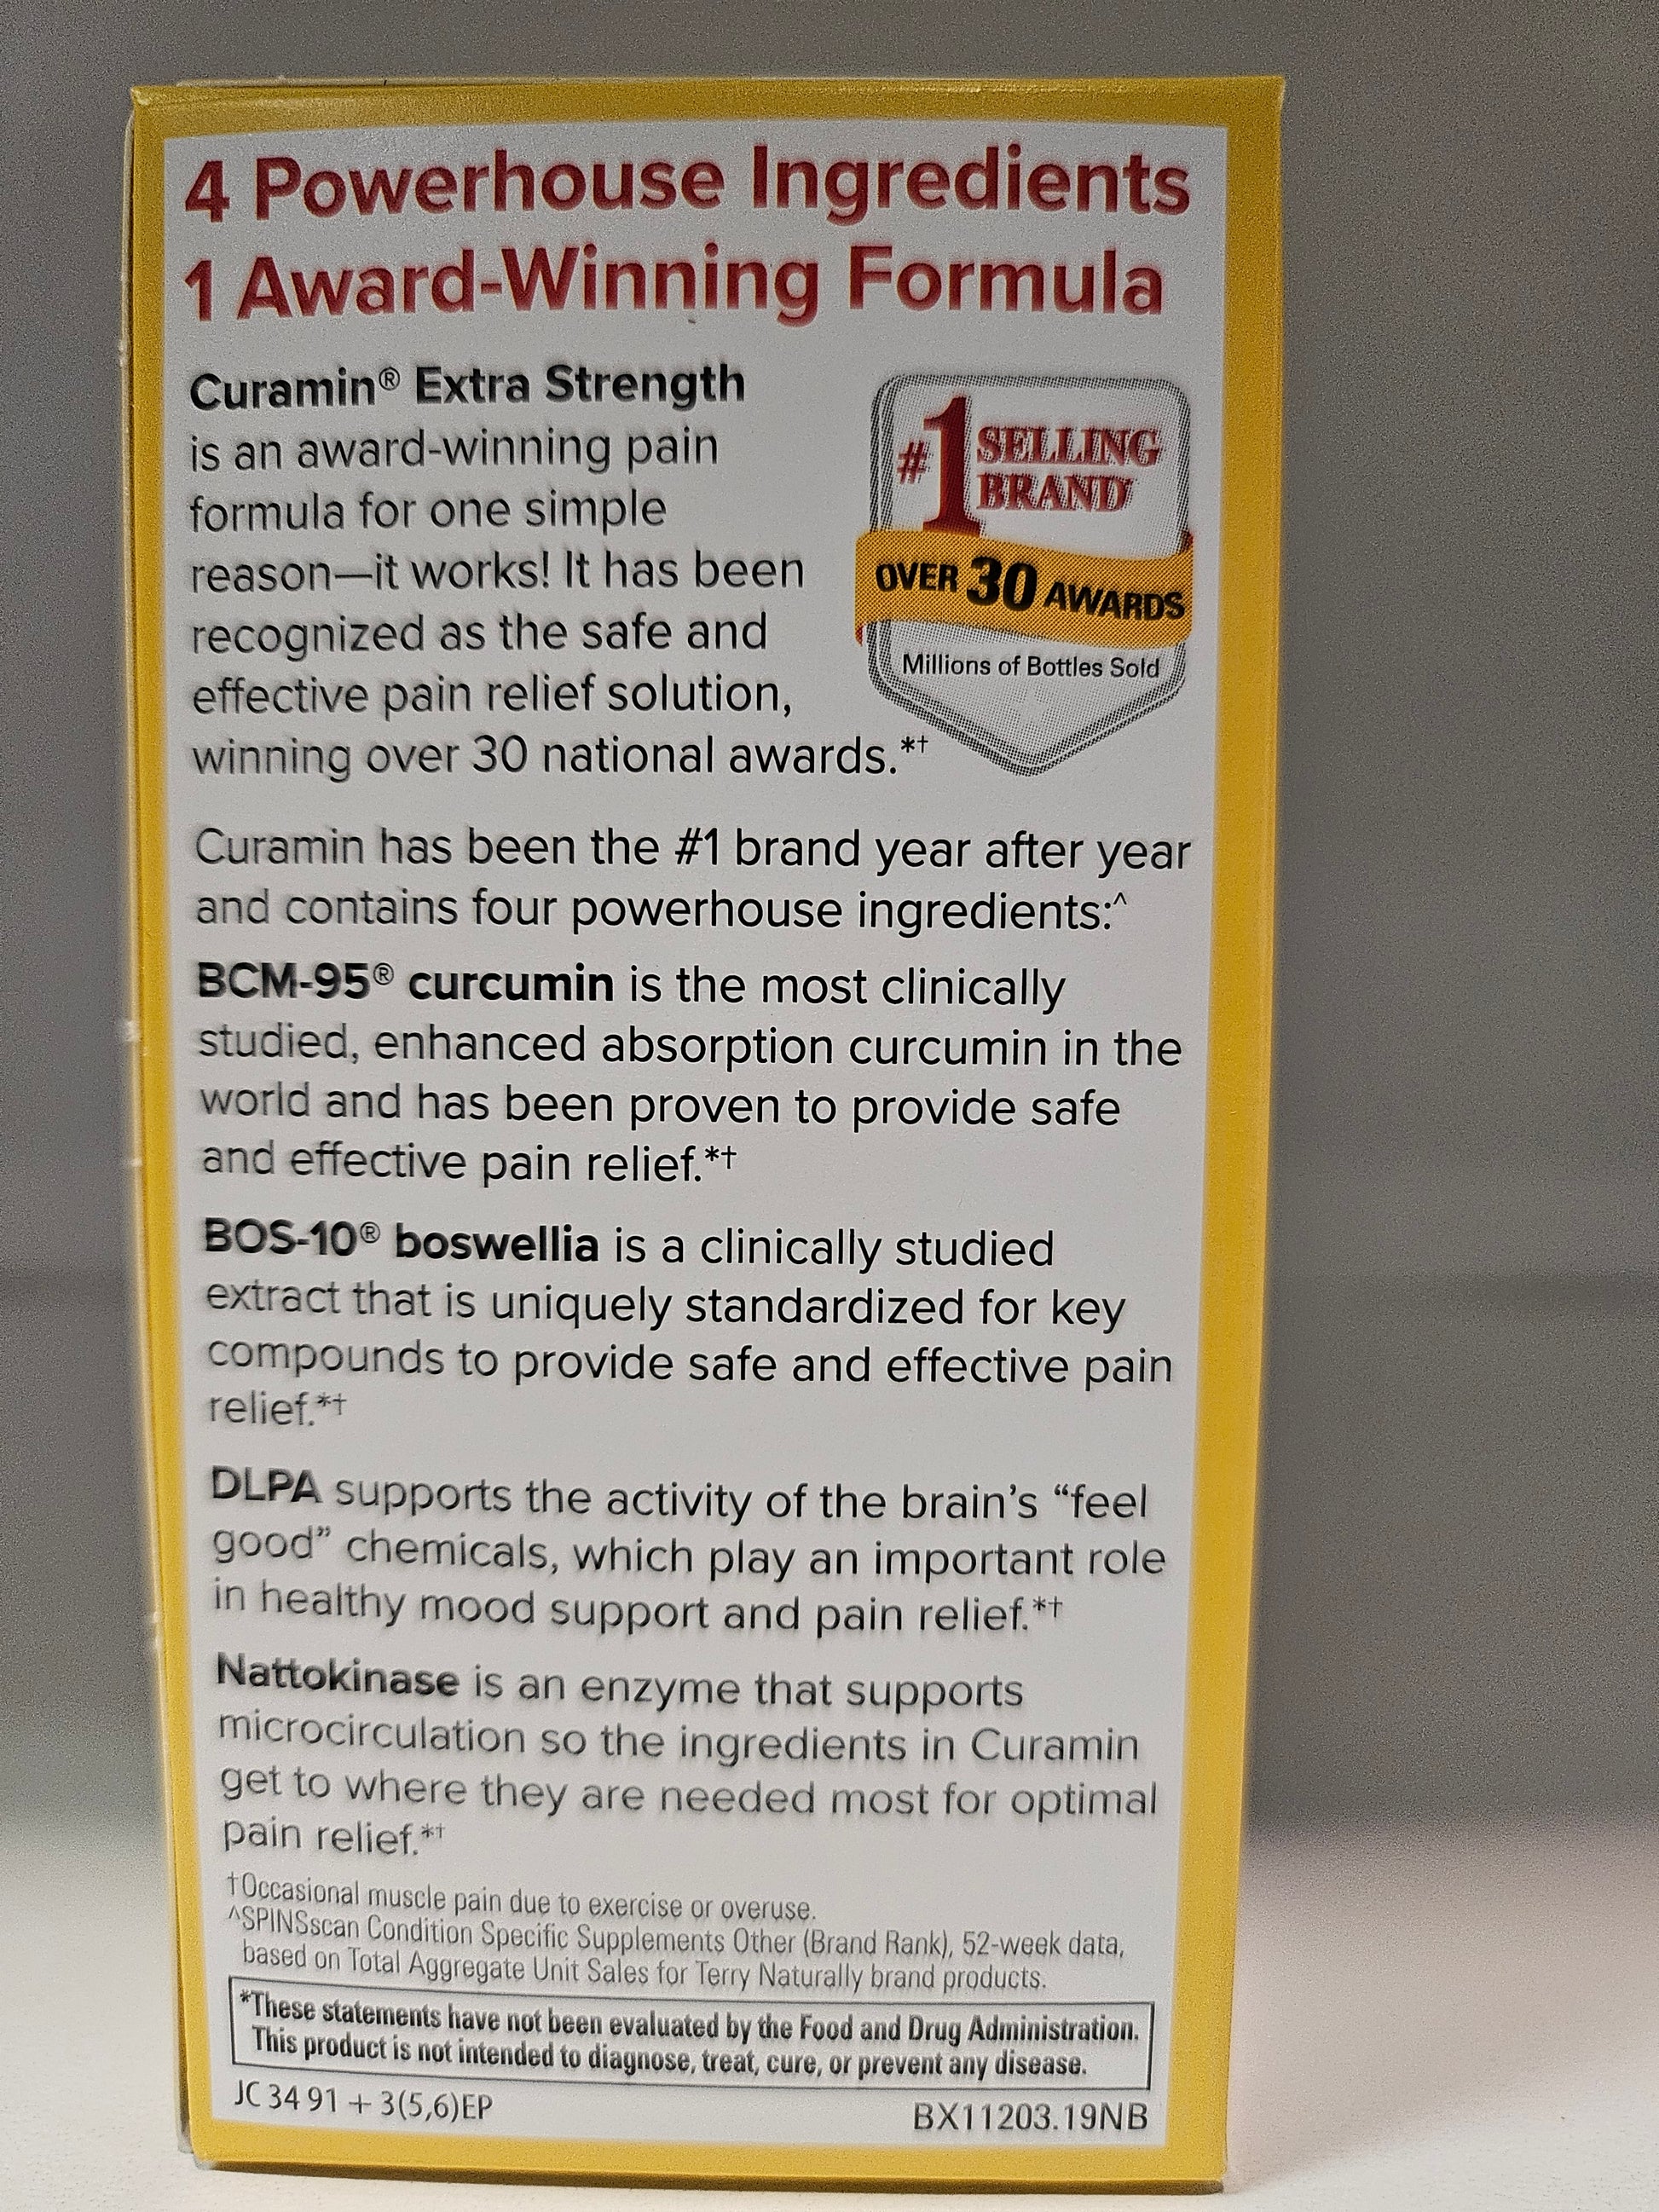 4 Powerhouse Ingredients
1 Award-Winning Formula
Curamin® Extra Strength
is an award-winning pain
formula for one simple
reason—it works! It has been
recognized as the safe and
effective pain relief solution,
winning over 30 national awards.*†
#1 SELLING
BRAND
OVER 30 AWARDS
Millions of Bottles Sold
Curamin has been the #1 brand year after year
and contains four powerhouse ingredients:^
BCM-95® curcumin is the most clinically
studied, enhanced absorption curcumin in the
world and has been proven to provide safe
and effective pain relief.*†
BOS-10® boswellia is a clinically studied
extract that is uniquely standardized for key
compounds to provide safe and effective pain
relief.*†
DLPA supports the activity of the brain’s “feel
good” chemicals, which play an important role
in healthy mood support and pain relief.*†
Nattokinase is an enzyme that supports
microcirculation so the ingredients in Curamin
get to where they are needed most for optimal
pain relief.*†
†Occasional muscle pain due to exercise or overuse.
^SPINSscan Condition Specific Supplements Other (Brand Rank), 52-week data,
based on Total Aggregate Unit Sales for Terry Naturally brand products.
*These statements have not been evaluated by the Food and Drug Administration.
This product is not intended to diagnose, treat, cure, or prevent any disease.
JC 34 91 + 3(5,6)EP
BX11203.19NB